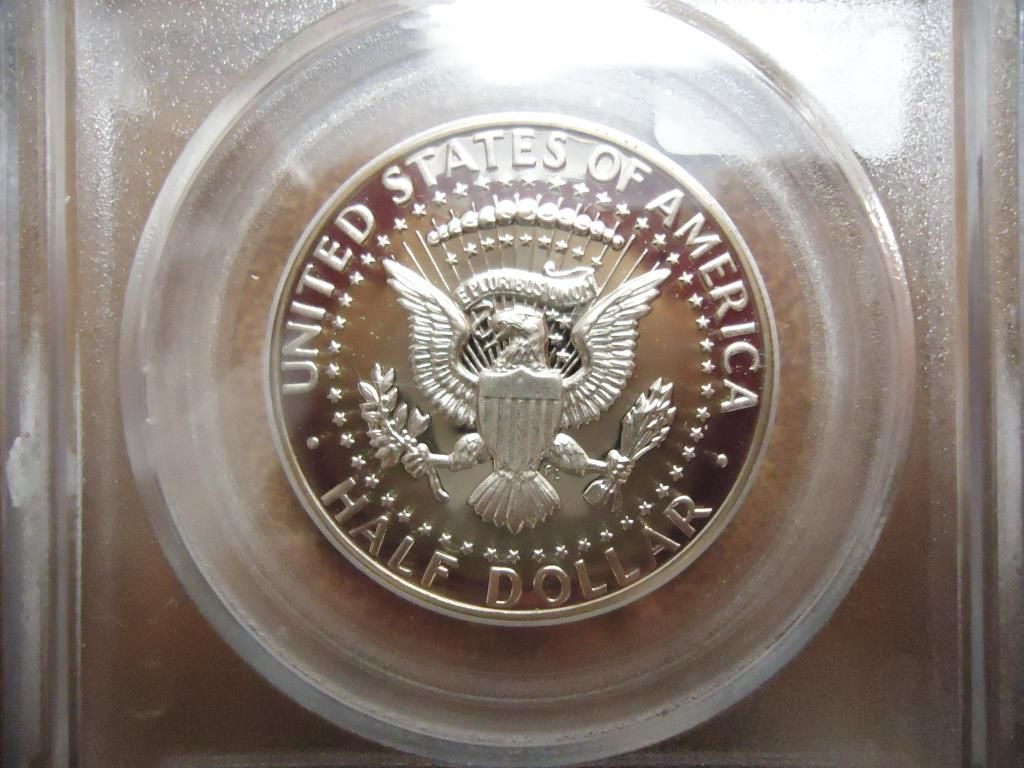 UNITED STATES OF AMERICA
E PLURIBUS UNUM
HALF DOLLAR